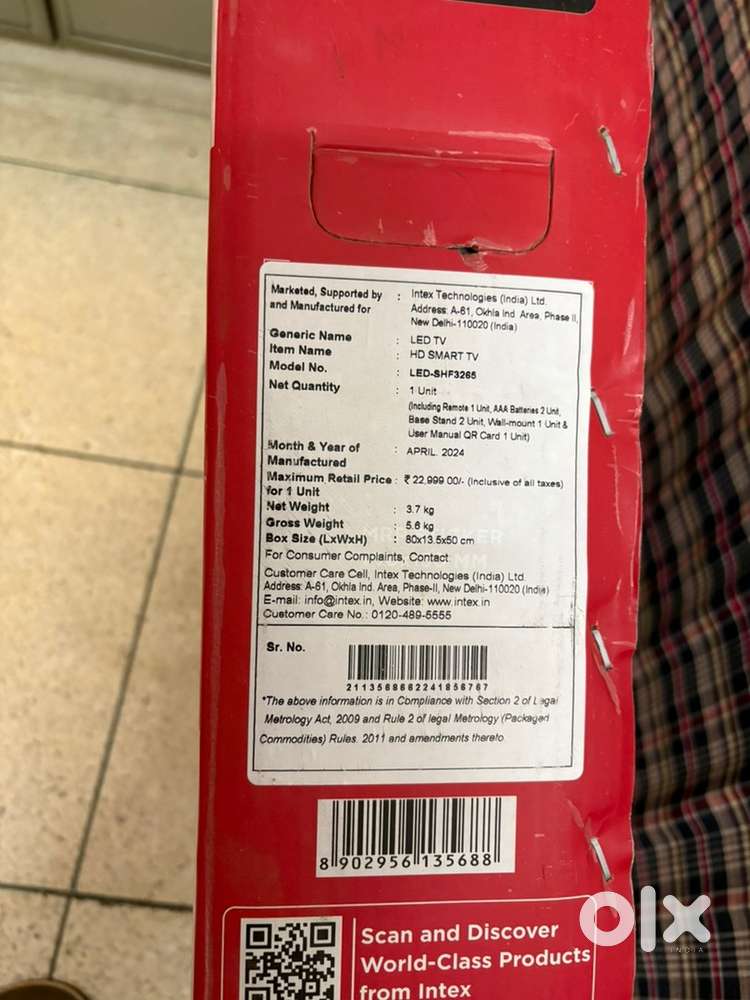 Marketed, Supported by and Manufactured for : Intex Technologies (India) Ltd.
Address: A-61, Okhla Ind. Area, Phase II,
New Delhi-110020 (India)
Generic Name : LED TV
Item Name : HD SMART TV
Model No. : LED-SHF3265
Net Quantity : 1 Unit
(Including Remote 1 Unit, AAA Batteries 2 Unit,
Base Stand 2 Unit, Wall-mount 1 Unit &
User Manual QR Card 1 Unit)
Month & Year of Manufactured : APRIL. 2024
Maximum Retail Price : ₹ 22,999 00/- (Inclusive of all taxes)
for 1 Unit
Net Weight : 3.7 kg
Gross Weight : 5.6 kg
Box Size (LxWxH) : 80x13.5x50 cm
For Consumer Complaints, Contact:
Customer Care Cell, Intex Technologies (India) Ltd.
Address: A-61, Okhla Ind. Area, Phase-II, New Delhi-110020 (India)
E-mail: info@intex.in, Website: www.intex.in
Customer Care No.: 0120-489-5555
Sr. No.
2113568662241856767
*The above information is in Compliance with Section 2 of Legal
Metrology Act, 2009 and Rule 2 of legal Metrology (Packaged
Commodities) Rules. 2011 and amendments thereto.
8 902956 135688
Scan and Discover
World-Class Products
from Intex
olx
INDIA